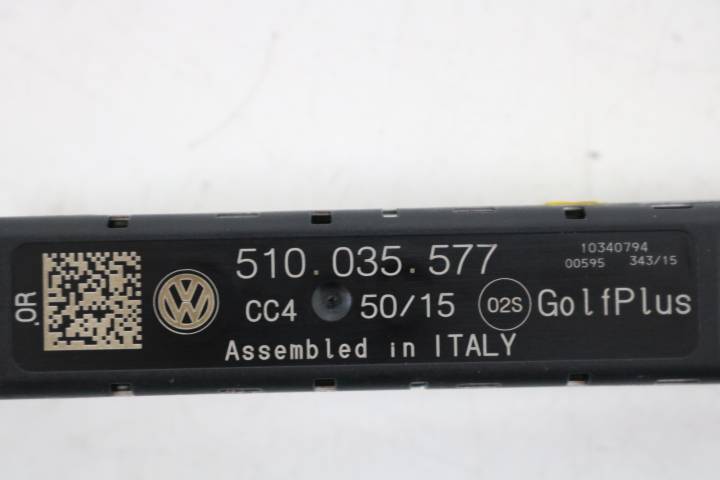 .OR
510.035.577
10340794
00595 343/15
CC4 50/15 02S GolfPlus
Assembled in ITALY